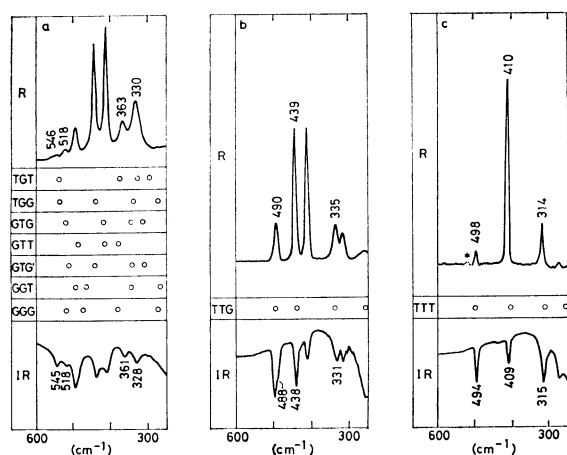 a
R
546
518
363
330
TGT
TGG
GTG
GTT
GTG'
GGT
GGG
IR
545
518
361
328
600
300
(cm⁻¹)
b
R
490
439
335
TTG
IR
488
438
331
600
300
(cm⁻¹)
c
R
410
*
498
314
TTT
IR
494
409
315
600
300
(cm⁻¹)